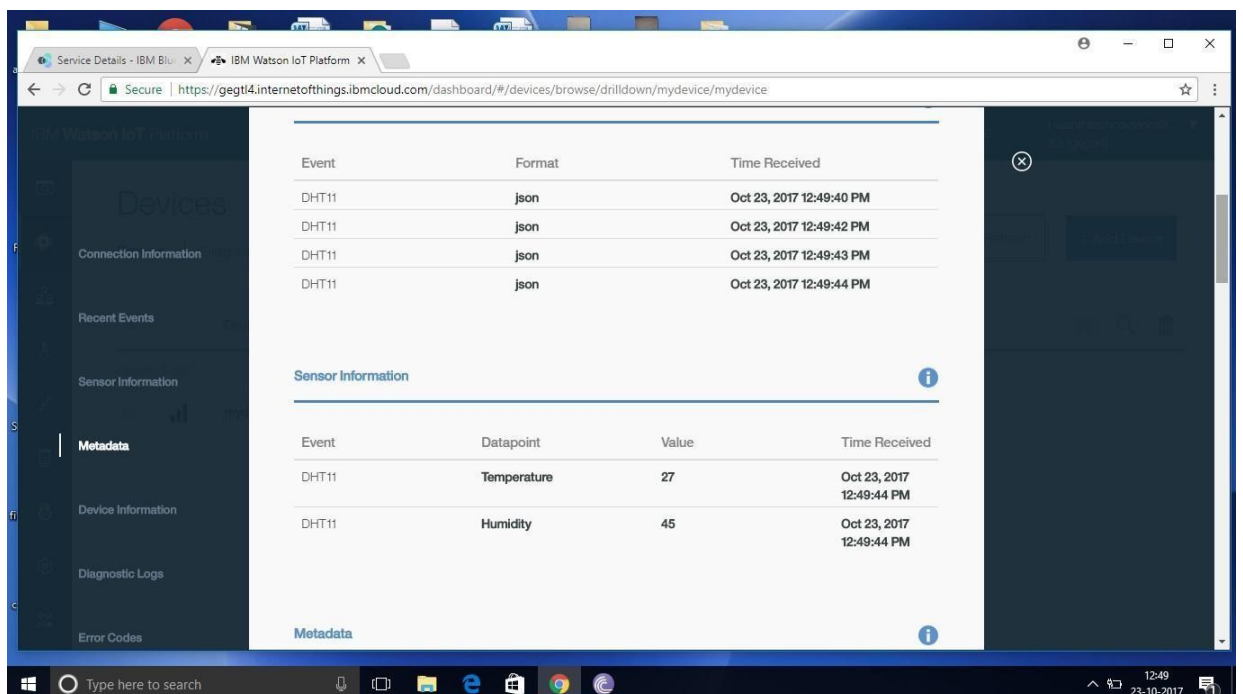 Service Details - IBM Blu
IBM Watson IoT Platform
Secure | https://gegtl4.internetofthings.ibmcloud.com/dashboard/#/devices/browse/drilldown/mydevice/mydevice
IBM Watson IoT Platform
Devices
Event Format Time Received
DHT11 json Oct 23, 2017 12:49:40 PM
DHT11 json Oct 23, 2017 12:49:42 PM
DHT11 json Oct 23, 2017 12:49:43 PM
DHT11 json Oct 23, 2017 12:49:44 PM
Connection Information
Recent Events
Sensor Information
Metadata
Device Information
Diagnostic Logs
Error Codes
Sensor Information
Event Datapoint Value Time Received
DHT11 Temperature 27 Oct 23, 2017
12:49:44 PM
DHT11 Humidity 45 Oct 23, 2017
12:49:44 PM
Metadata
Type here to search
12:49
23-10-2017